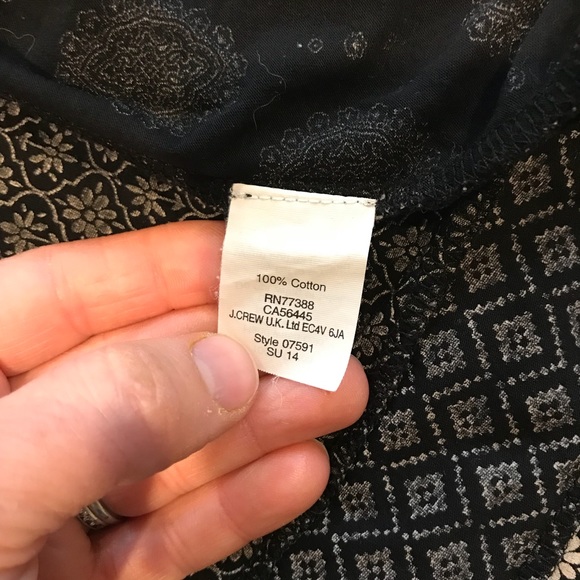 100% Cotton
RN77388
CA56445
J.CREW U.K. Ltd EC4V 6JA
Style 07591
SU 14